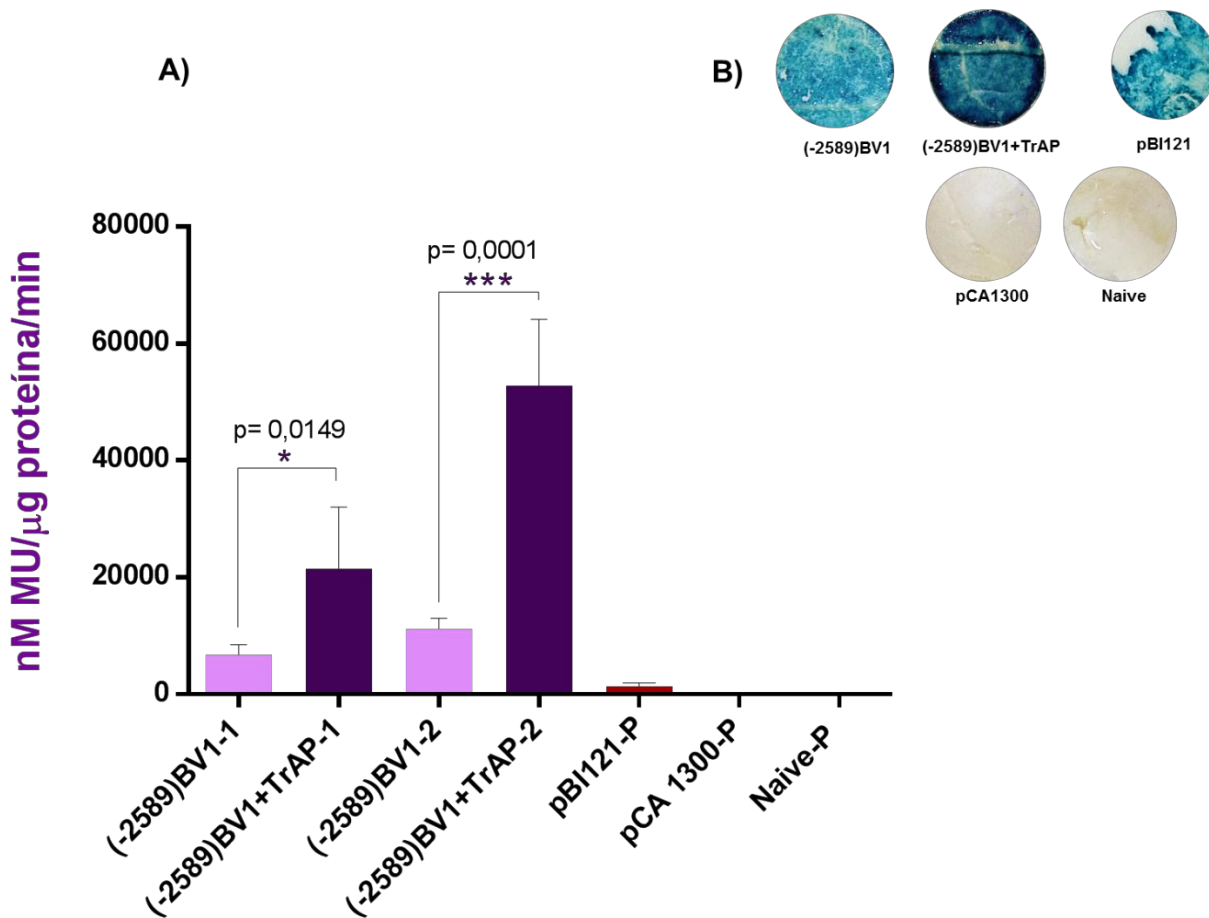 A)
B)
(-2589)BV1
(-2589)BV1+TrAP
pBI121
pCA1300
Naive
nM MU/μg proteína/min
80000
60000
40000
20000
0
p= 0,0149
*
p= 0,0001
***
(-2589)BV1-1
(-2589)BV1+TrAP-1
(-2589)BV1-2
(-2589)BV1+TrAP-2
pBI121-P
pCA 1300-P
Naive-P